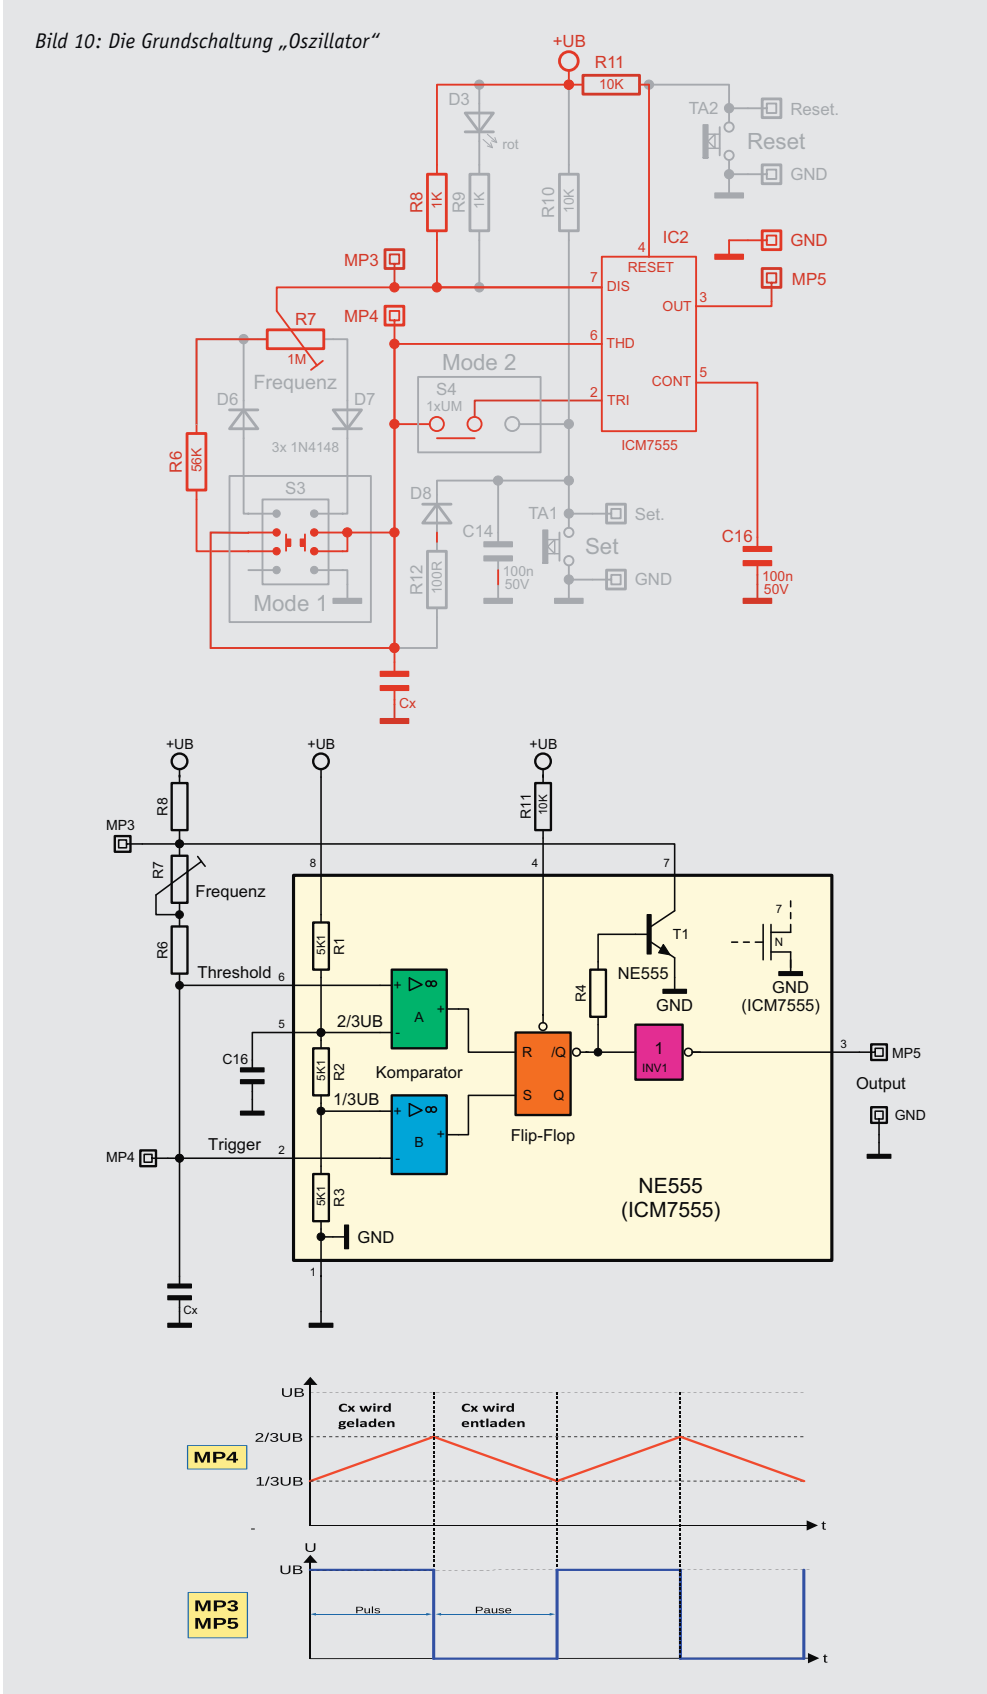 Bild 10: Die Grundschaltung „Oszillator“
+UB
R11
10K
D3
rot
TA2
Reset.
Reset
GND
R8
1K
R9
1K
R10
10K
IC2
4
RESET
GND
MP3
7
DIS
MP5
3
OUT
R7
1M
MP4
6
THD
Frequenz
Mode 2
5
CONT
S4
1xUM
2
TRI
D6
D7
3x 1N4148
ICM7555
R6
56K
S3
D8
C14
TA1
Set.
Set
C16
100n
50V
R12
100R
100n
50V
GND
Mode 1
Cx
+UB
+UB
+UB
R8
R11
10K
MP3
8
4
7
R7
Frequenz
R1
5K1
T1
7
N
R6
NE555
GND
GND
(ICM7555)
Threshold
6
+
▷∞
A
+
-
R4
5
2/3UB
C16
R2
5K1
Komparator
R
/Q
S
Q
1
INV1
3
MP5
Output
1/3UB
+
▷∞
B
+
-
Flip-Flop
GND
MP4
Trigger
2
R3
5K1
NE555
(ICM7555)
GND
1
Cx
UB
Cx wird
geladen
Cx wird
entladen
2/3UB
MP4
1/3UB
t
U
UB
MP3
MP5
Puls
Pause
t